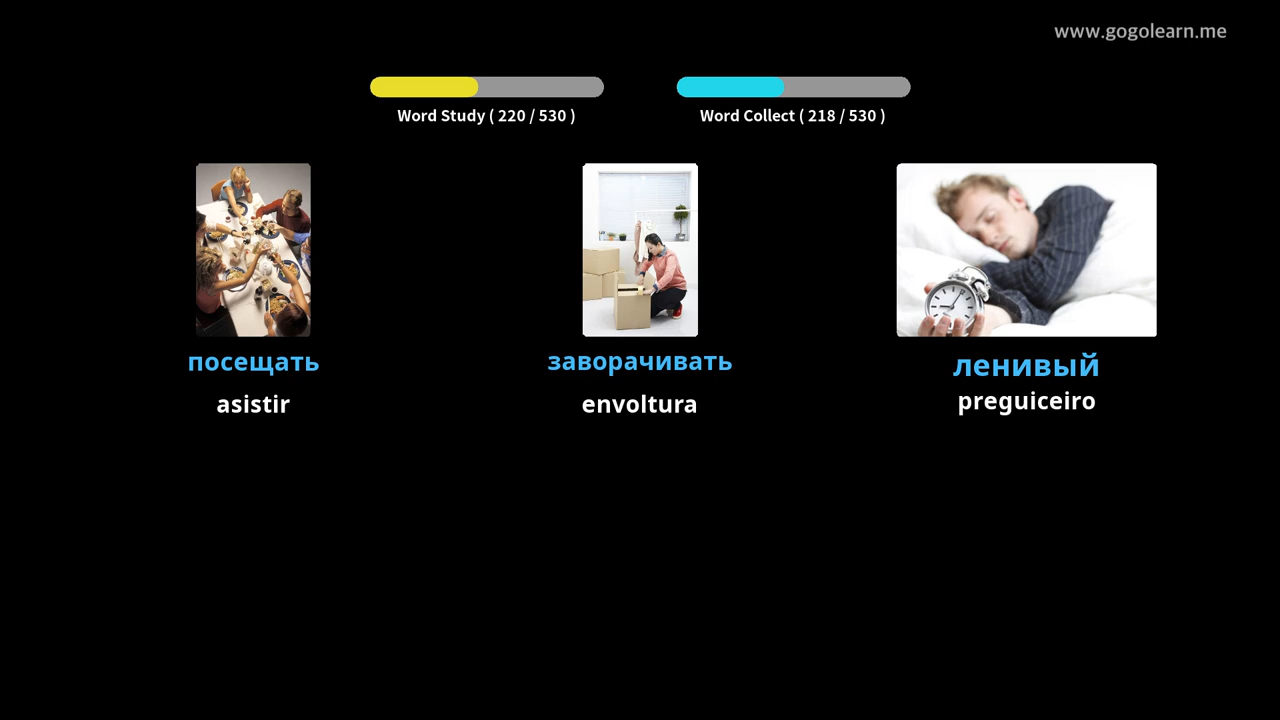 www.gogolearn.me
Word Study ( 220 / 530 )
Word Collect ( 218 / 530 )
посещать
заворачивать
ленивый
asistir
envoltura
preguiceiro